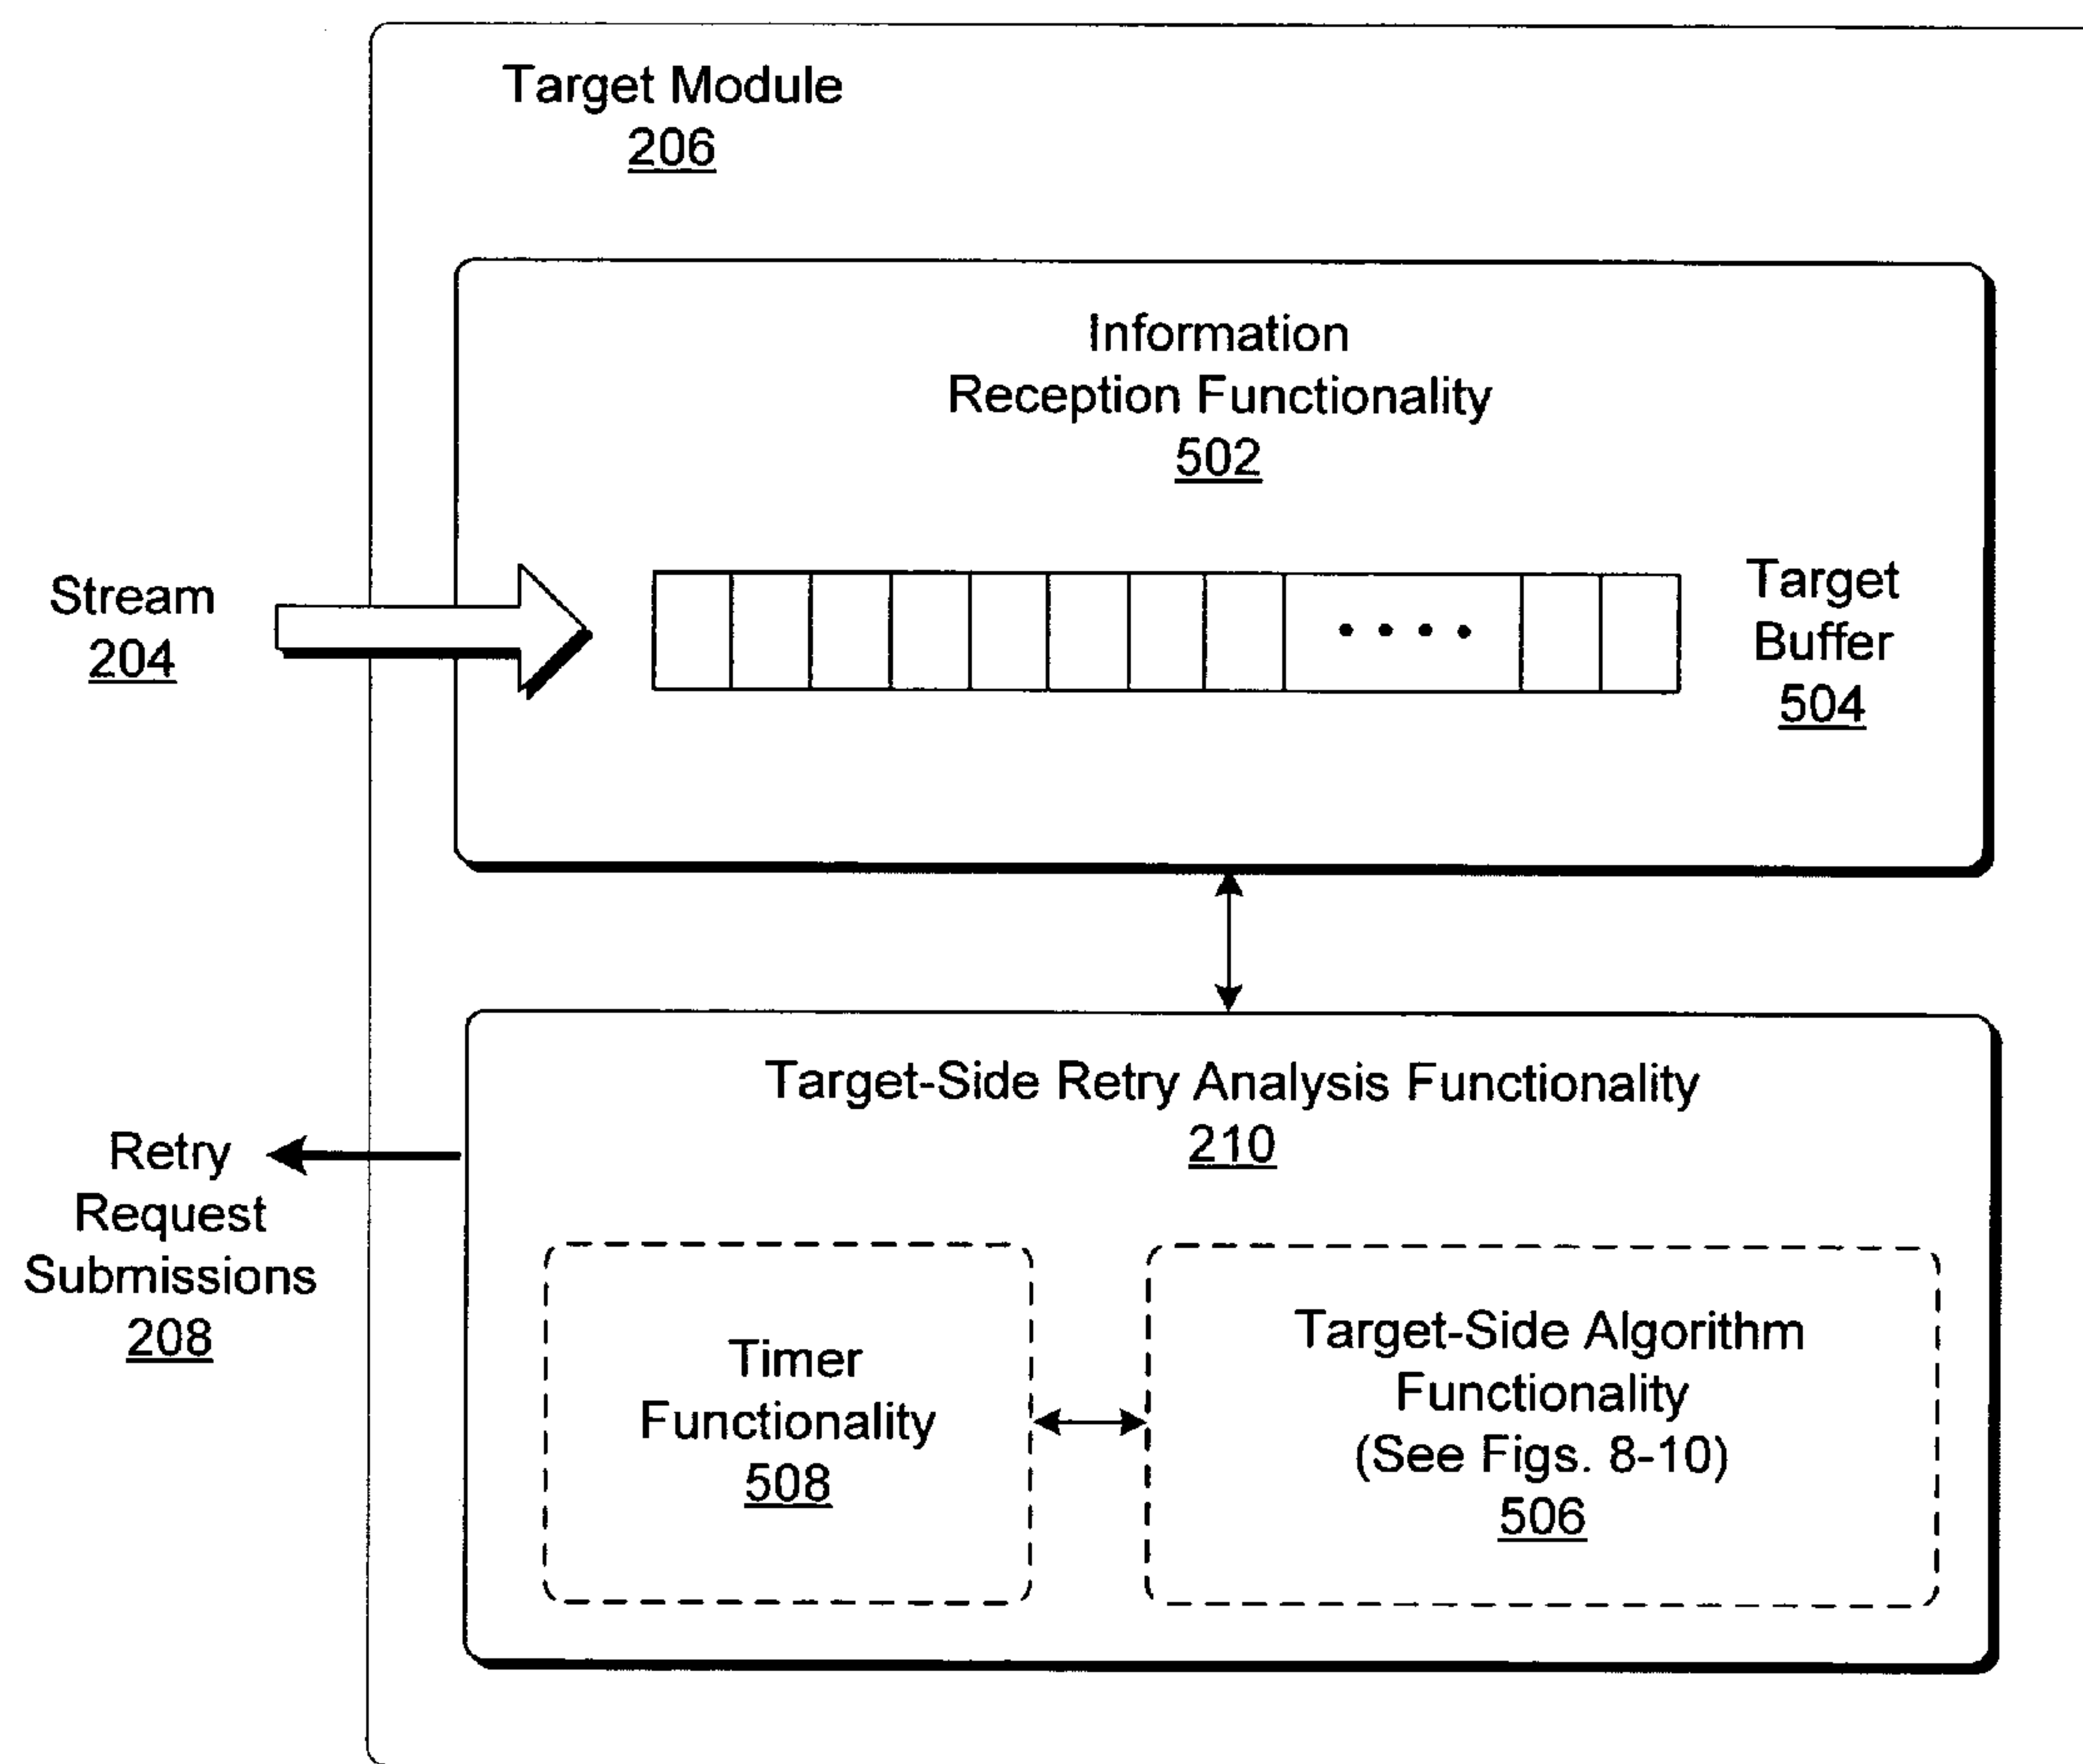 Target Module
206
Information
Reception Functionality
502
Stream
204
Target
Buffer
504
Target-Side Retry Analysis Functionality
210
Retry
Request
Submissions
208
Timer
Functionality
508
Target-Side Algorithm
Functionality
(See Figs. 8-10)
506